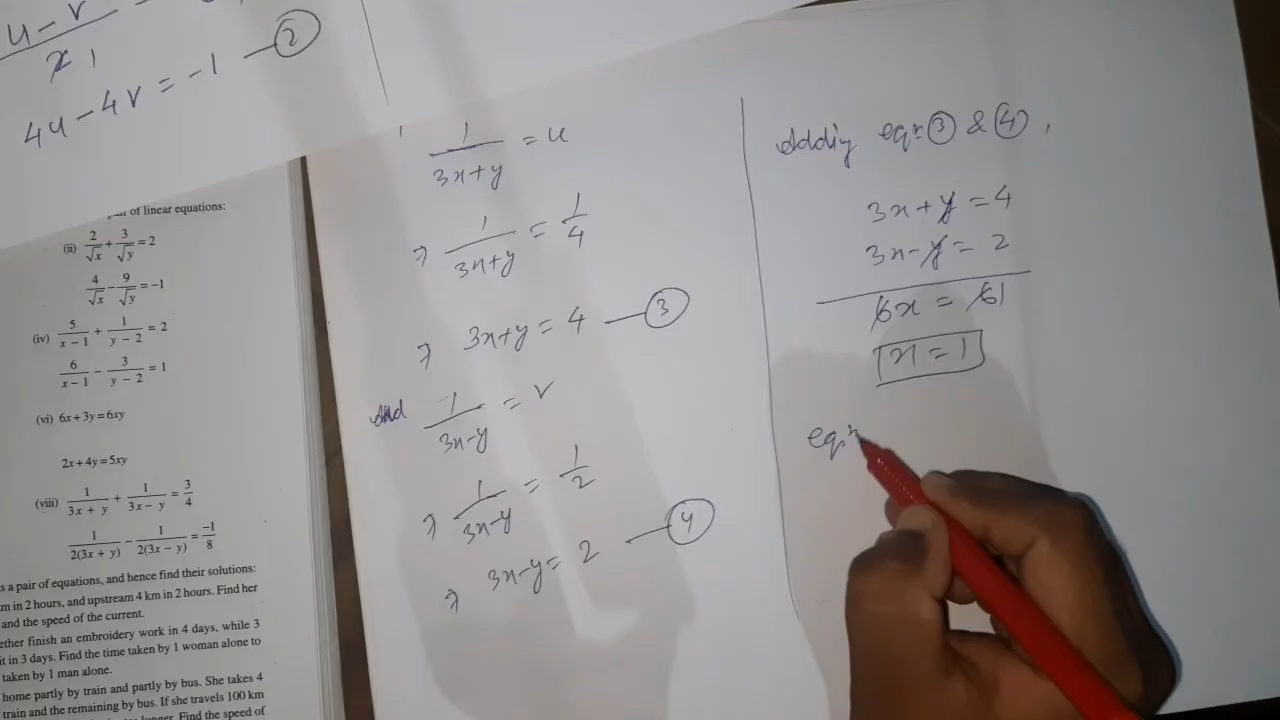 u-v
2 1
4u-4v = -1 — 2
pair of linear equations:
(ii) 2/√x + 3/√y = 2
4/√x - 9/√y = -1
(iv) 5/x-1 + 1/y-2 = 2
6/x-1 - 3/y-2 = 1
(vi) 6x + 3y = 6xy
2x + 4y = 5xy
(viii) 1/3x + y + 1/3x - y = 3/4
1/2(3x + y) - 1/2(3x - y) = -1/8
s a pair of equations, and hence find their solutions:
m in 2 hours, and upstream 4 km in 2 hours. Find her
and the speed of the current.
ether finish an embroidery work in 4 days, while 3
it in 3 days. Find the time taken by 1 woman alone to
taken by 1 man alone.
home partly by train and partly by bus. She takes 4
train and the remaining by bus. If she travels 100 km
longer. Find the speed of
1/3x+y = u
⇒ 1/3x+y = 1/4
⇒ 3x+y = 4 — 3
And 1/3x-y = v
⇒ 1/3x-y = 1/2
⇒ 3x-y = 2 — 4
Adding eqn 3 & 4,
3x+y = 4
3x-y = 2
6x = 6 1
x = 1
eqn